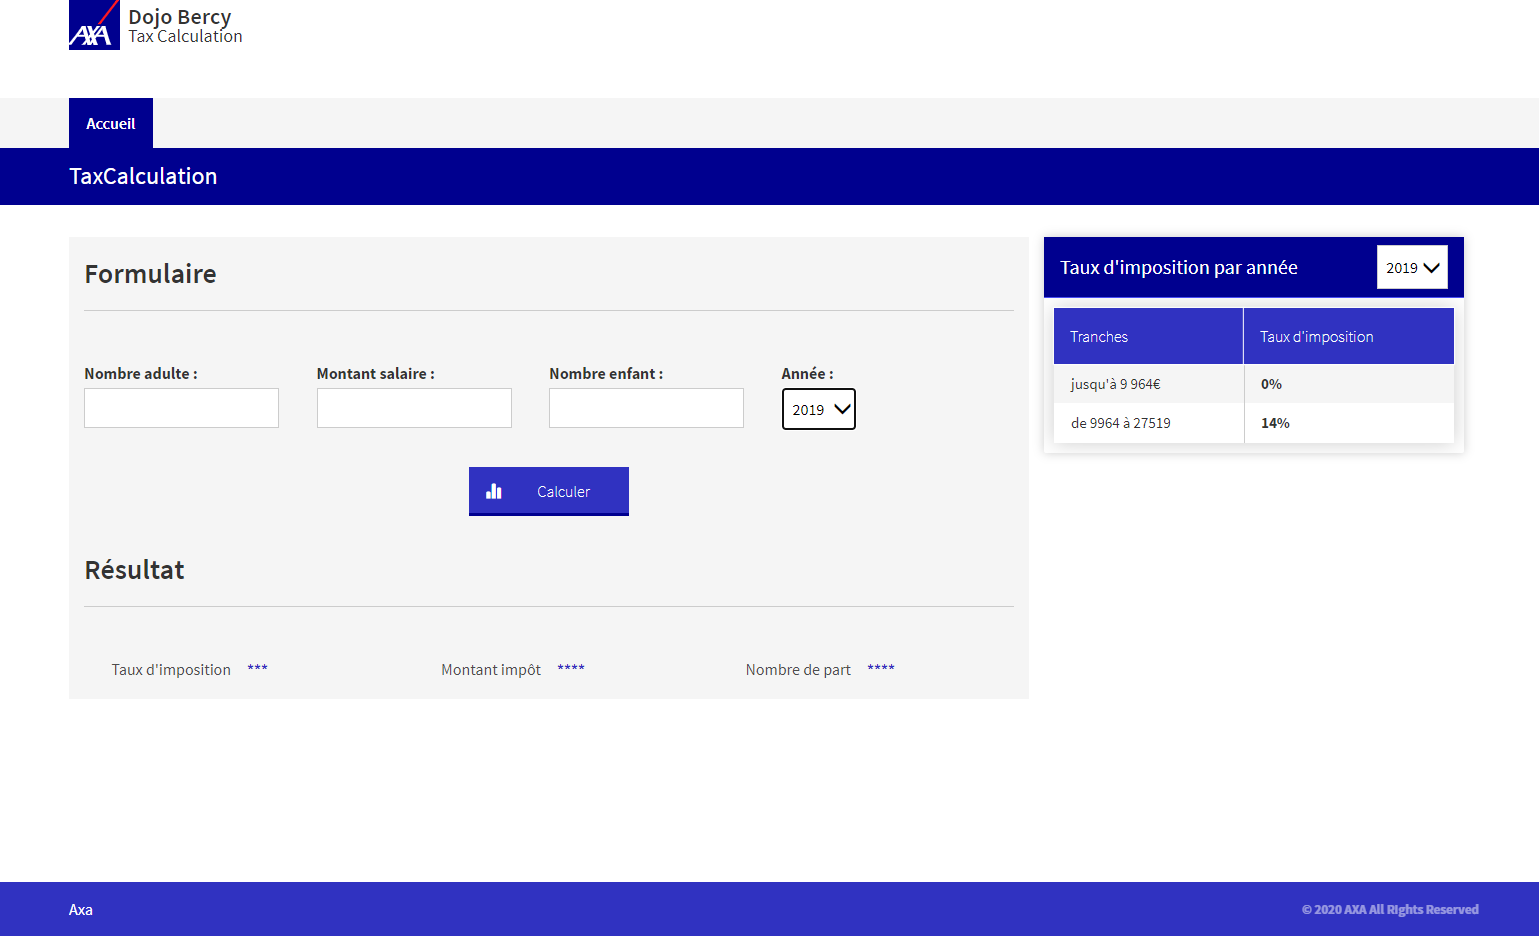 AXA
Dojo Bercy
Tax Calculation
Accueil
TaxCalculation
Formulaire
Nombre adulte :
Montant salaire :
Nombre enfant :
Année :
2019
Calculer
Résultat
Taux d'imposition ***
Montant impôt ****
Nombre de part ****
Taux d'imposition par année
2019
Tranches
Taux d'imposition
jusqu'à 9 964€
0%
de 9964 à 27519
14%
Axa
© 2020 AXA All Rights Reserved